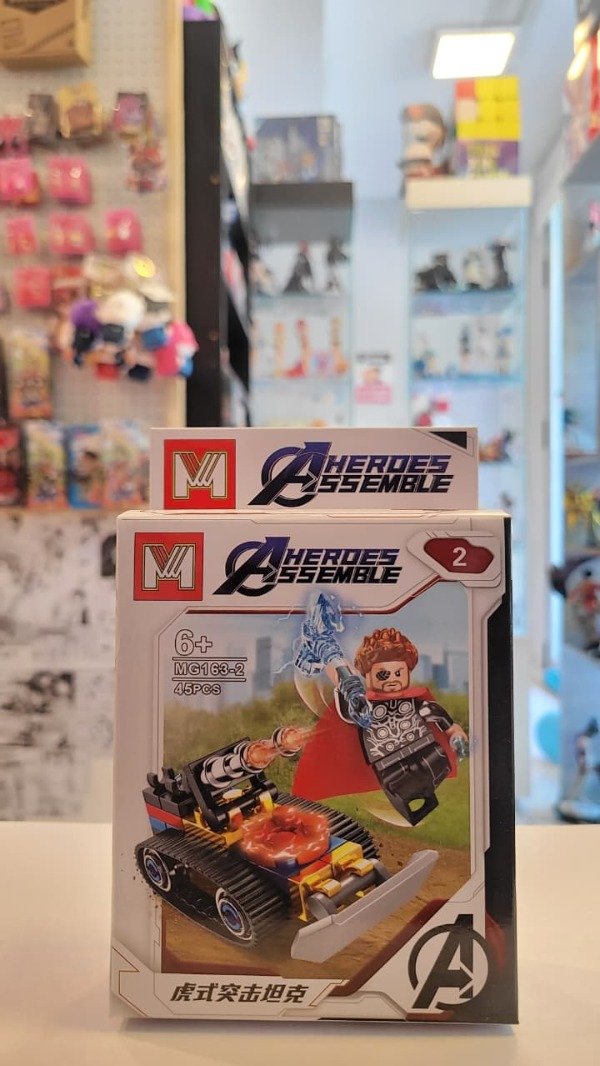 M HEROES
ASSEMBLE
M HEROES
ASSEMBLE
2
6+
MG163-2
45PCS
虎式突击坦克
A